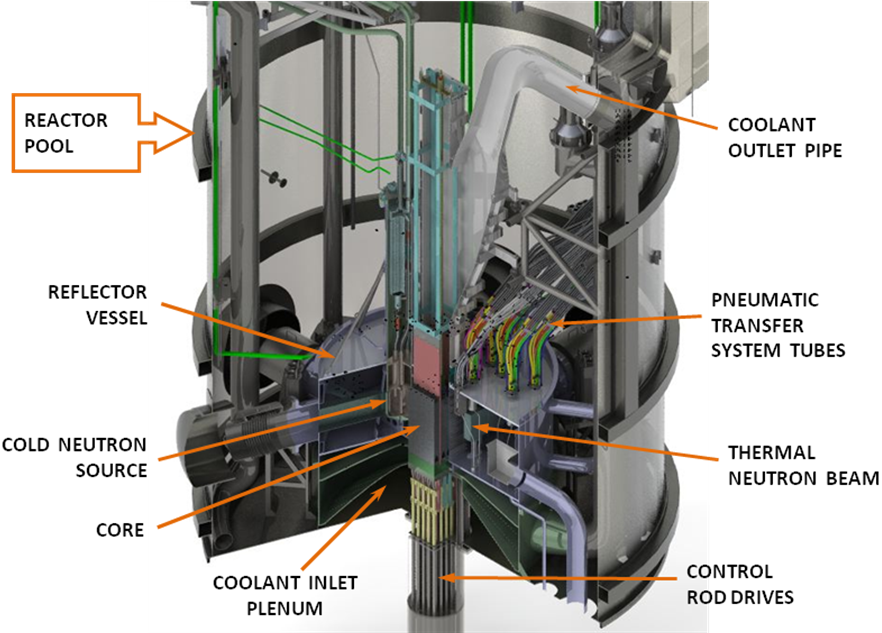 REACTOR
POOL
COOLANT
OUTLET PIPE
REFLECTOR
VESSEL
PNEUMATIC
TRANSFER
SYSTEM TUBES
COLD NEUTRON
SOURCE
THERMAL
NEUTRON BEAM
CORE
COOLANT INLET
PLENUM
CONTROL
ROD DRIVES